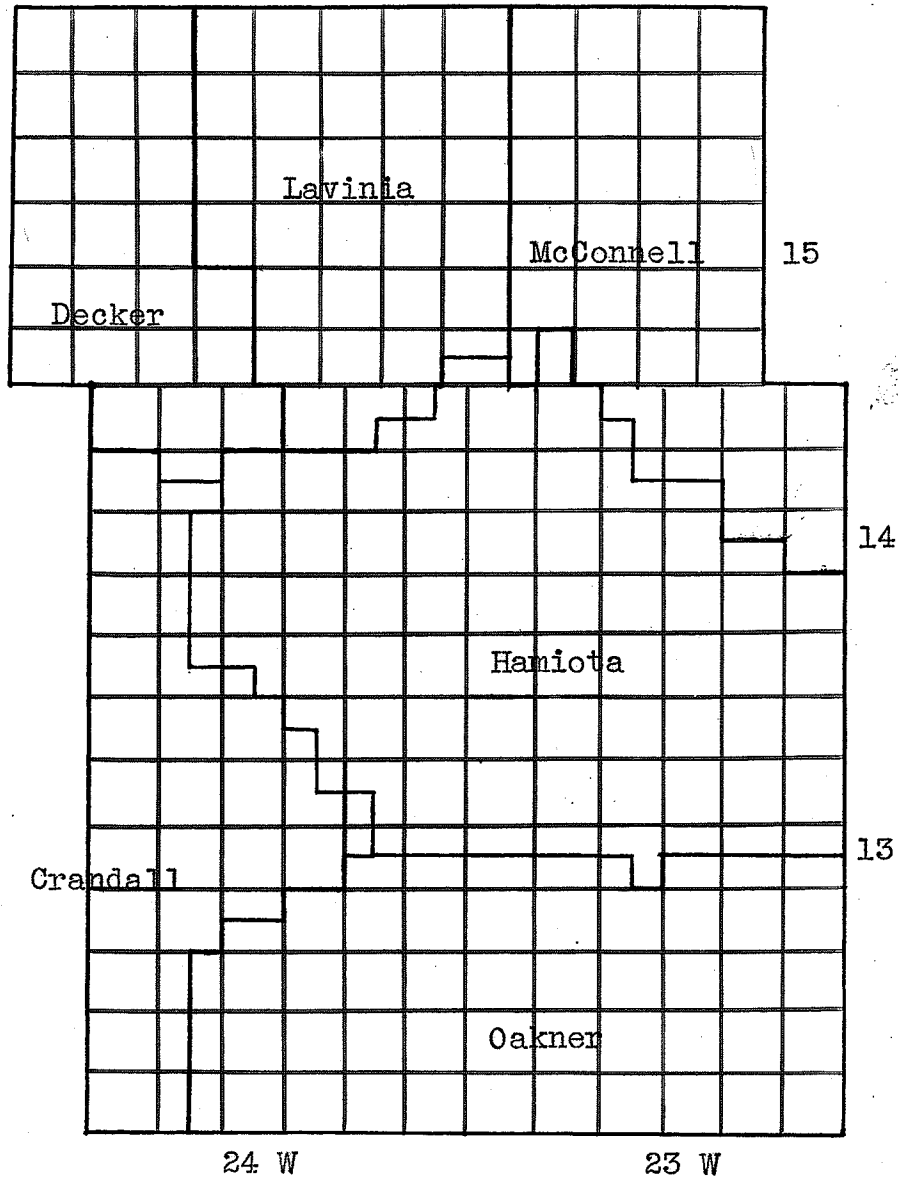 Lavinia
McConnell
15
Decker
14
Hamiota
13
Crandall
Oakner
24 W
23 W